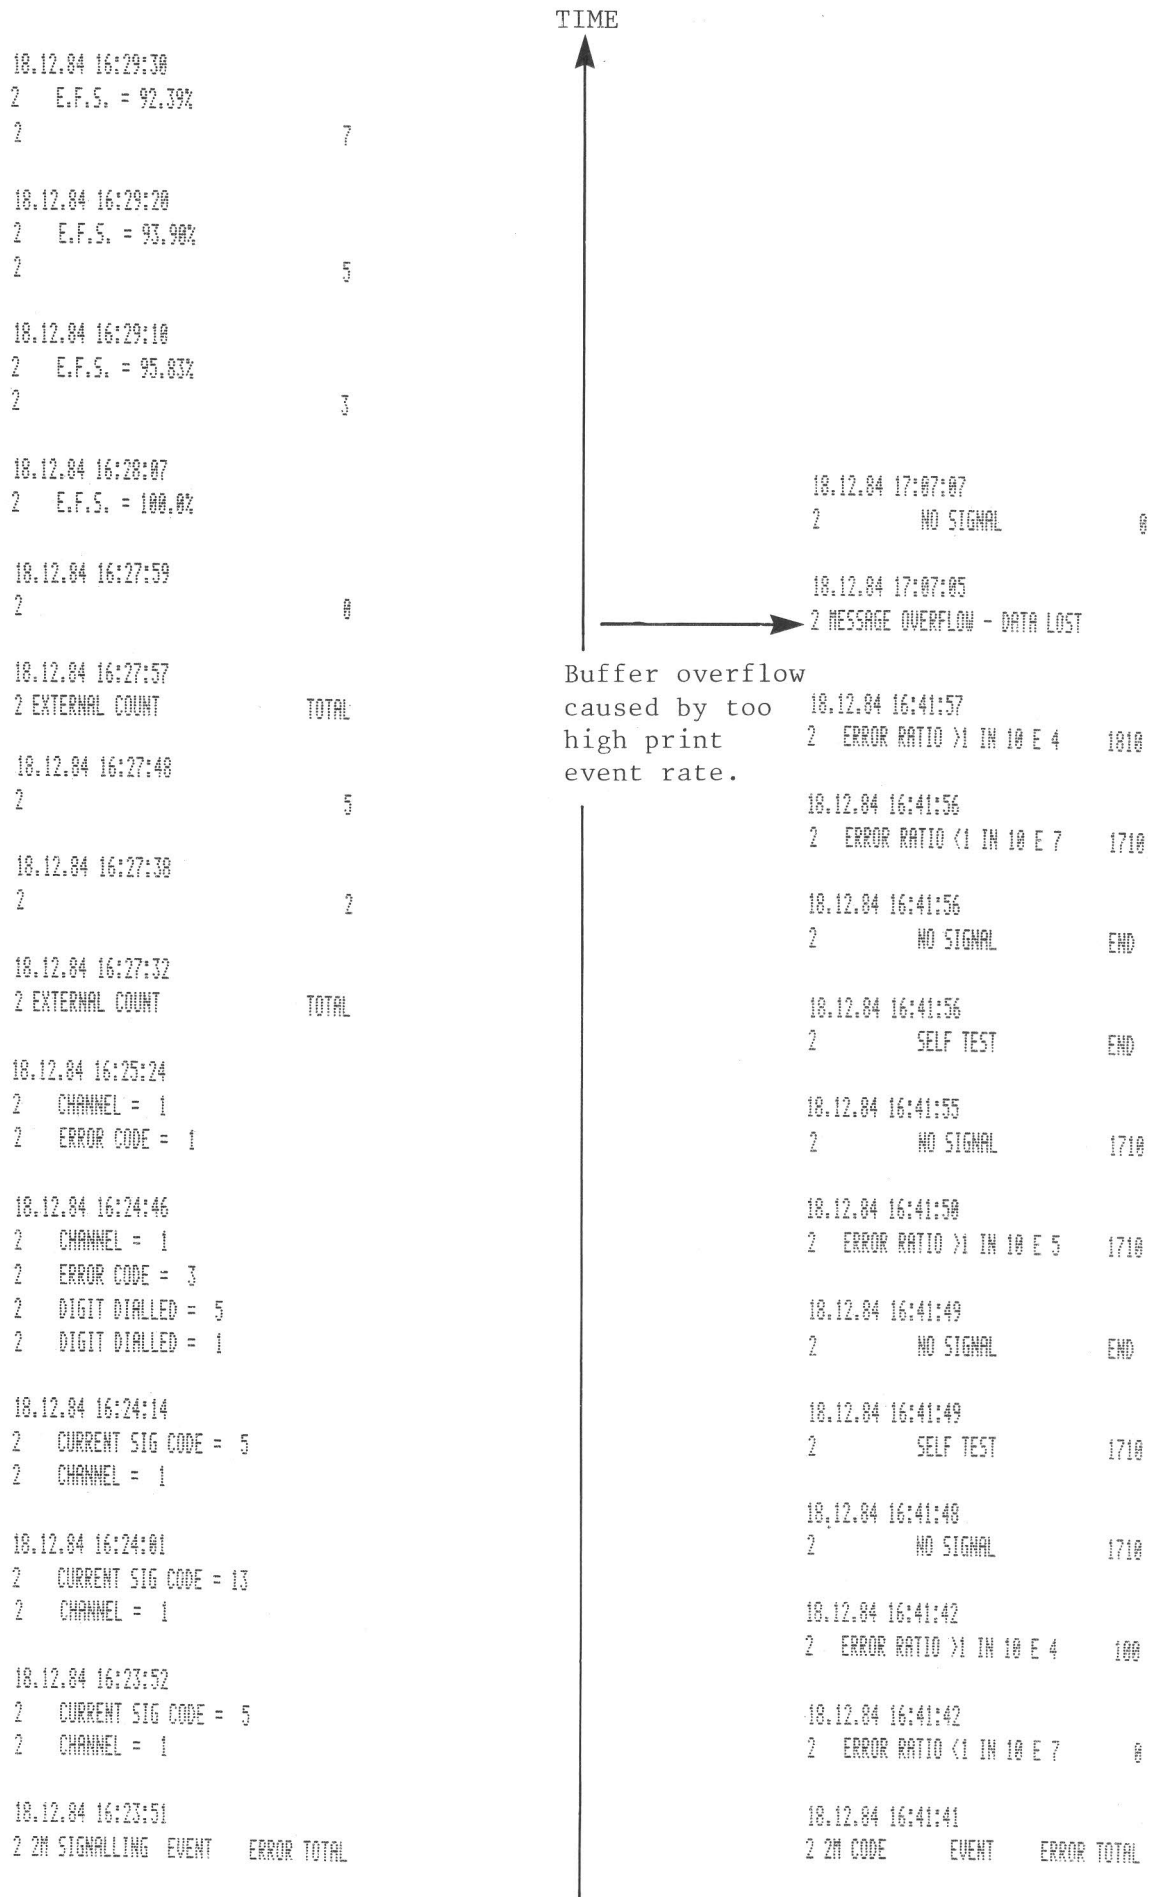 TIME
18.12.84 16:29:30
2 E.F.S. = 92.39%
2 7
18.12.84 16:29:20
2 E.F.S. = 93.90%
2 5
18.12.84 16:29:10
2 E.F.S. = 95.83%
2 3
18.12.84 16:28:07
2 E.F.S. = 100.0%
18.12.84 16:27:59
2 0
18.12.84 16:27:57
2 EXTERNAL COUNT TOTAL
18.12.84 16:27:48
2 5
18.12.84 16:27:38
2 2
18.12.84 16:27:32
2 EXTERNAL COUNT TOTAL
18.12.84 16:25:24
2 CHANNEL = 1
2 ERROR CODE = 1
18.12.84 16:24:46
2 CHANNEL = 1
2 ERROR CODE = 3
2 DIGIT DIALLED = 5
2 DIGIT DIALLED = 1
18.12.84 16:24:14
2 CURRENT SIG CODE = 5
2 CHANNEL = 1
18.12.84 16:24:01
2 CURRENT SIG CODE = 13
2 CHANNEL = 1
18.12.84 16:23:52
2 CURRENT SIG CODE = 5
2 CHANNEL = 1
18.12.84 16:23:51
2 2M SIGNALLING EVENT ERROR TOTAL
Buffer overflow
caused by too
high print
event rate.
18.12.84 17:07:07
2 NO SIGNAL 0
18.12.84 17:07:05
2 MESSAGE OVERFLOW - DATA LOST
18.12.84 16:41:57
2 ERROR RATIO >1 IN 10 E 4 1810
18.12.84 16:41:56
2 ERROR RATIO <1 IN 10 E 7 1710
18.12.84 16:41:56
2 NO SIGNAL END
18.12.84 16:41:56
2 SELF TEST END
18.12.84 16:41:55
2 NO SIGNAL 1710
18.12.84 16:41:50
2 ERROR RATIO >1 IN 10 E 5 1710
18.12.84 16:41:49
2 NO SIGNAL END
18.12.84 16:41:49
2 SELF TEST 1710
18.12.84 16:41:48
2 NO SIGNAL 1710
18.12.84 16:41:42
2 ERROR RATIO >1 IN 10 E 4 100
18.12.84 16:41:42
2 ERROR RATIO <1 IN 10 E 7 0
18.12.84 16:41:41
2 2M CODE EVENT ERROR TOTAL